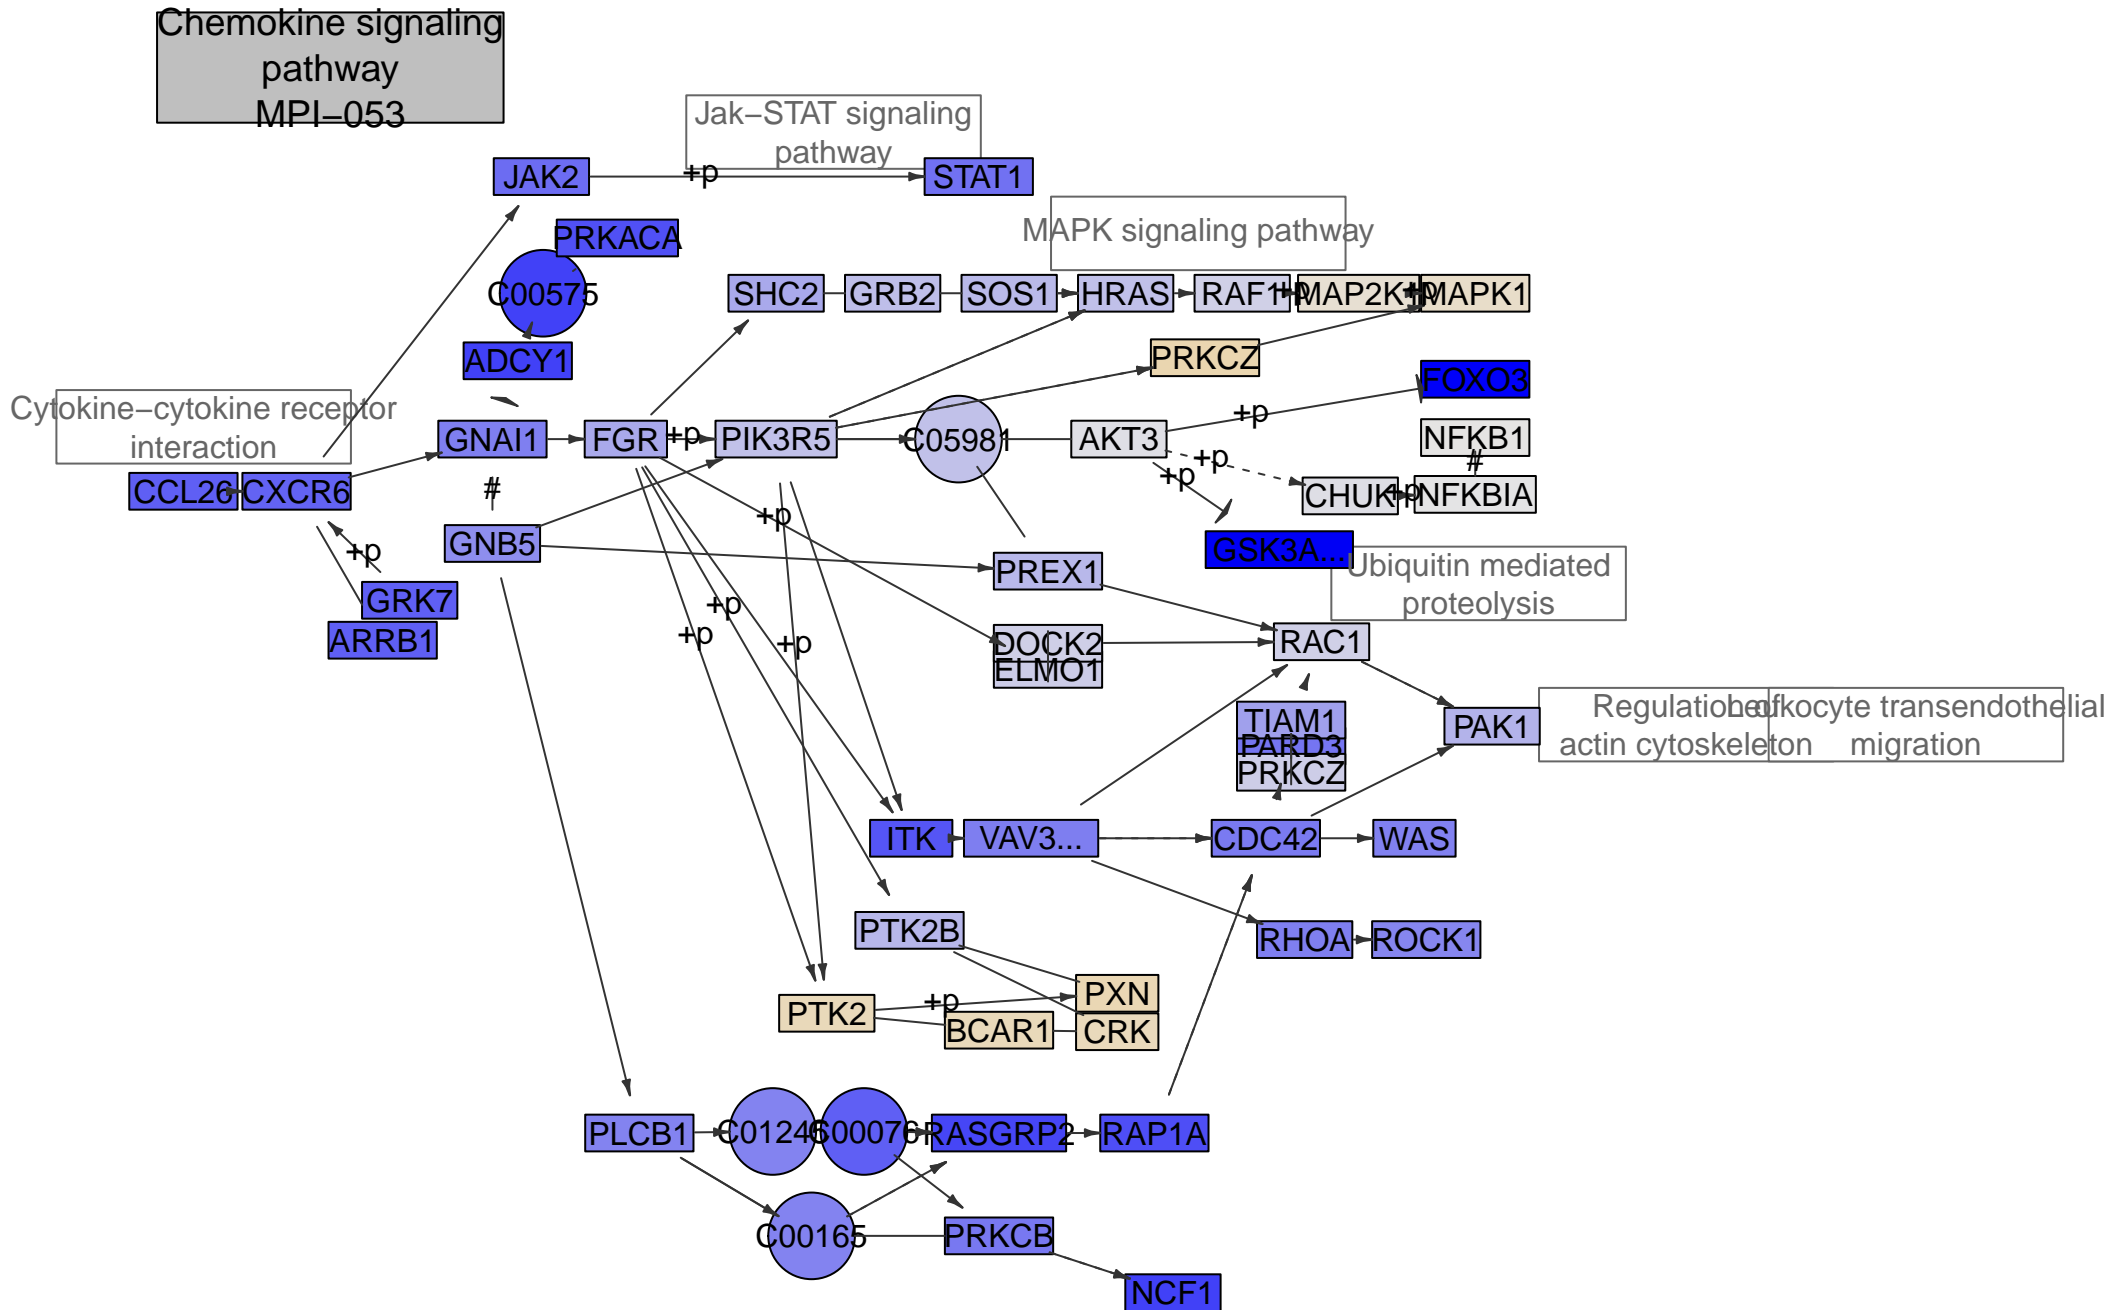 Chemokine signaling
pathway
MPI−053
Jak−STAT signaling
pathway
JAK2
+p
STAT1
PRKACA
MAPK signaling pathway
C00575
SHC2
GRB2
SOS1
HRAS
RAF1
+p
MAP2K1
+p
MAPK1
ADCY1
PRKCZ
FOXO3
Cytokine−cytokine receptor
interaction
GNAI1
FGR
+p
PIK3R5
C05981
AKT3
+p
NFKB1
+p
#
+p
CCL26
CXCR6
#
CHUK
+p
NFKBIA
+p
GNB5
+p
GSK3A...
PREX1
Ubiquitin mediated
proteolysis
GRK7
+p
ARRB1
+p
+p
DOCK2
ELMO1
RAC1
TIAM1
PARD3
PRKCZ
PAK1
Regulation of
actin cytoskeleton
Leukocyte transendothelial
migration
ITK
VAV3...
CDC42
WAS
PTK2B
RHOA
ROCK1
PTK2
+p
PXN
BCAR1
CRK
PLCB1
C01245
C00076
RASGRP2
RAP1A
C00165
PRKCB
NCF1